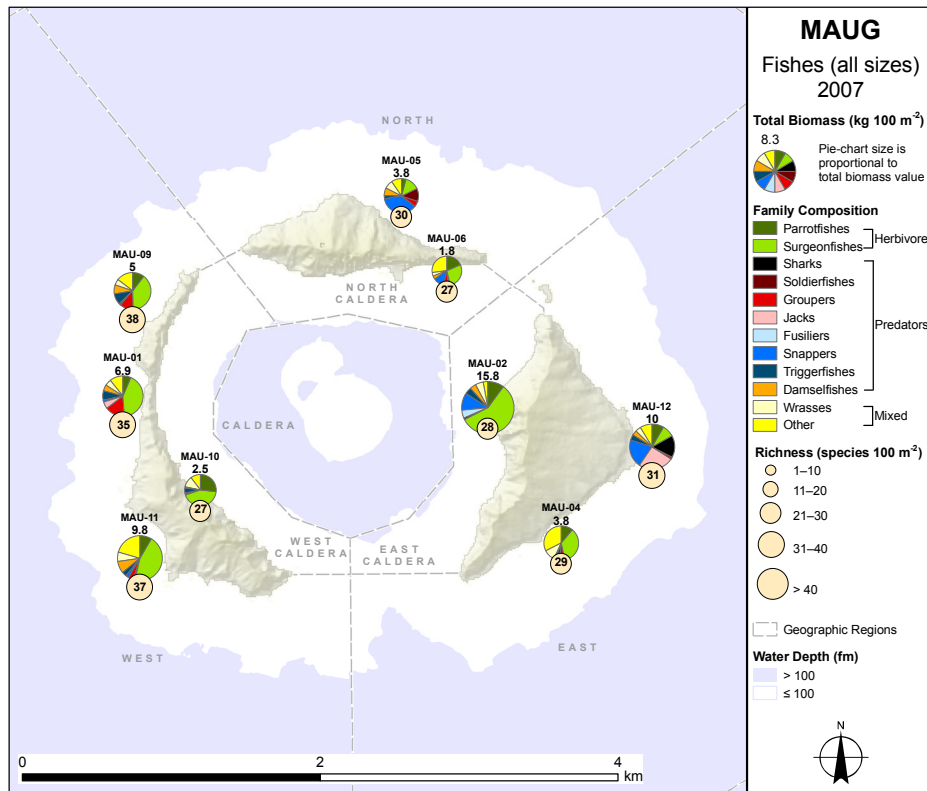 NORTH
MAU-05
3.8
30
MAU-06
1.8
27
NORTH
CALDERA
MAU-09
5
38
MAU-01
6.9
35
CALDERA
MAU-02
15.8
28
MAU-12
10
31
MAU-10
2.5
27
MAU-11
9.8
37
MAU-04
3.8
29
WEST
CALDERA
EAST
CALDERA
WEST
EAST
0
2
4
km
MAUG
Fishes (all sizes)
2007
Total Biomass (kg 100 m⁻²)
8.3
Pie-chart size is
proportional to
total biomass value
Family Composition
Parrotfishes
Surgeonfishes
Herbivore
Sharks
Soldierfishes
Groupers
Jacks
Fusiliers
Snappers
Triggerfishes
Damselfishes
Predators
Wrasses
Other
Mixed
Richness (species 100 m⁻²)
1–10
11–20
21–30
31–40
> 40
Geographic Regions
Water Depth (fm)
> 100
≤ 100
N